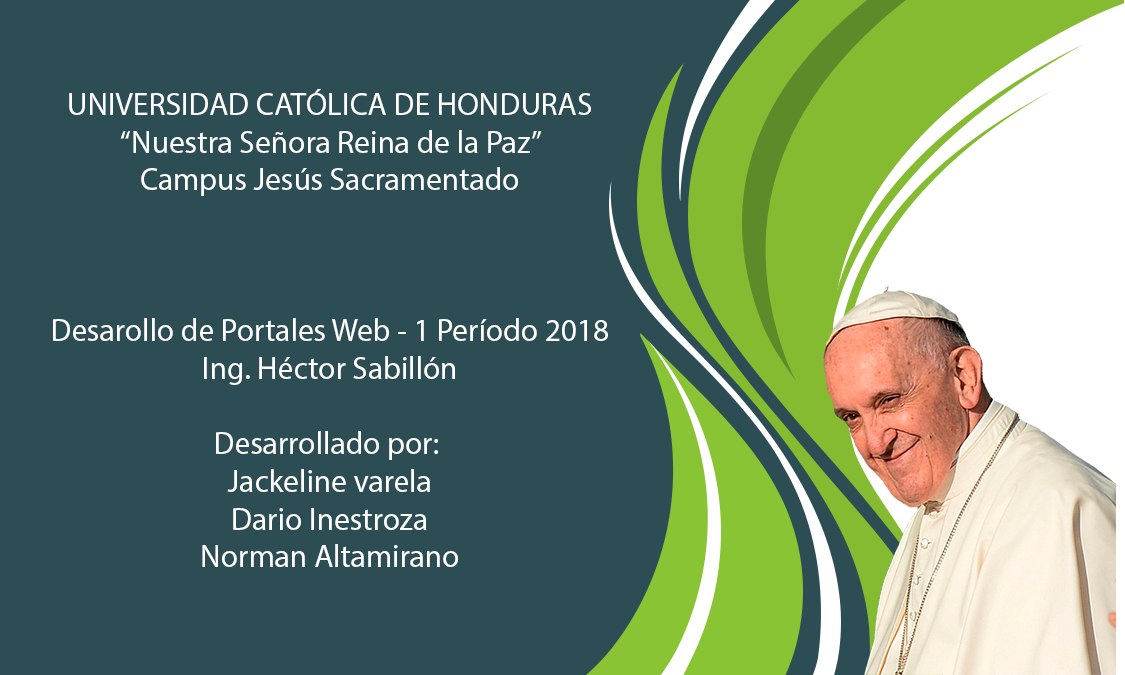 UNIVERSIDAD CATÓLICA DE HONDURAS
“Nuestra Señora Reina de la Paz”
Campus Jesús Sacramentado
Desarollo de Portales Web - 1 Período 2018
Ing. Héctor Sabillón
Desarrollado por:
Jackeline varela
Dario Inestroza
Norman Altamirano